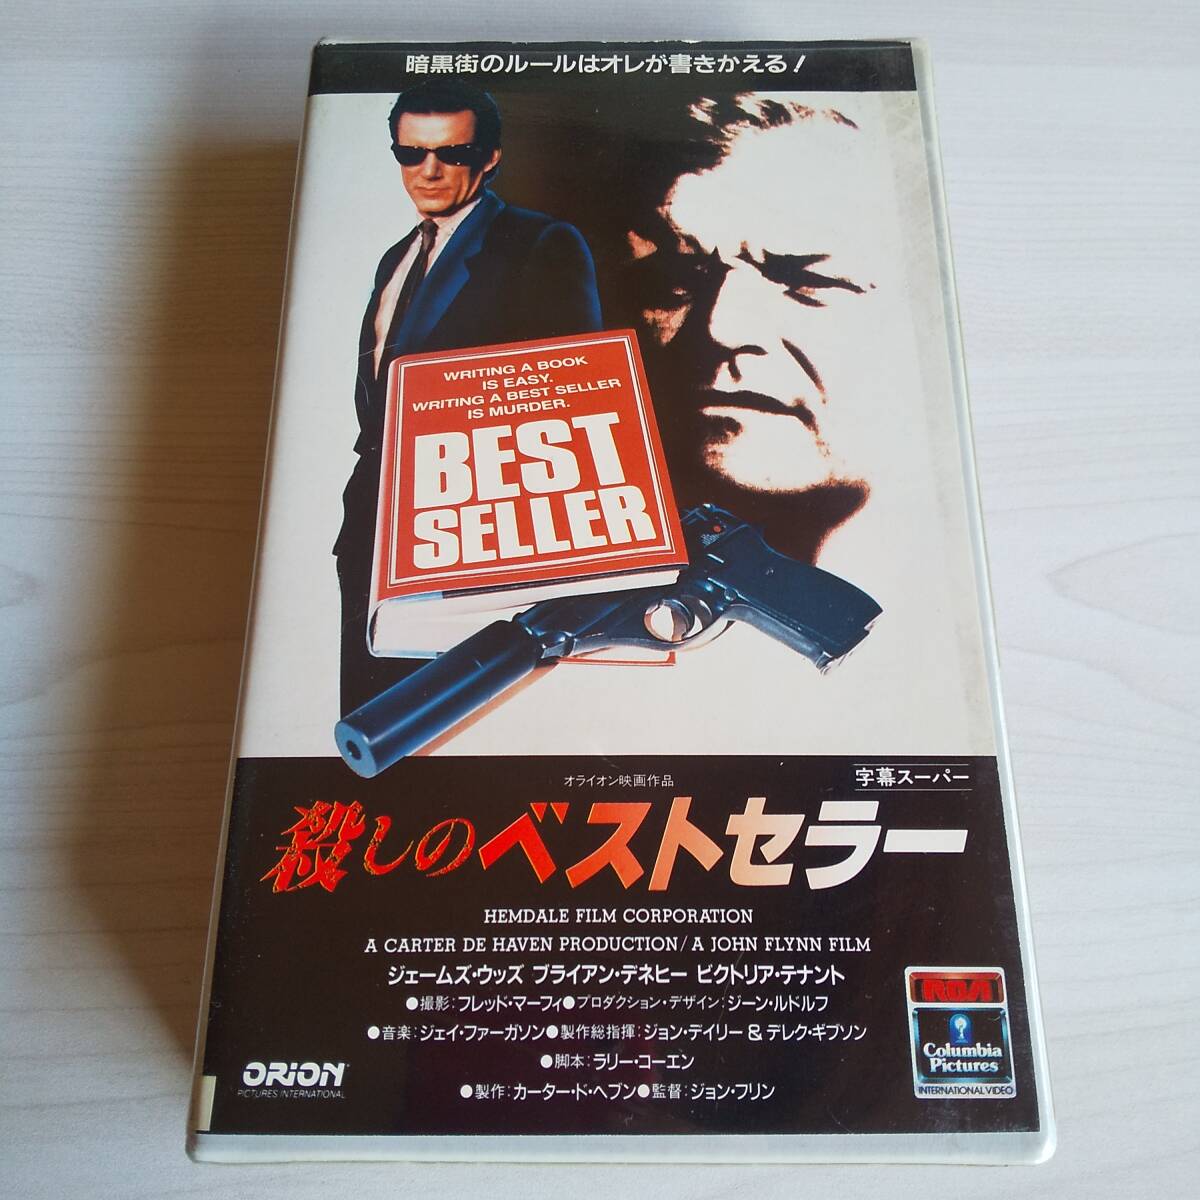 暗黒街のルールはオレが書きかえる!
WRITING A BOOK
IS EASY.
WRITING A BEST SELLER
IS MURDER.
BEST
SELLER
オライオン映画作品
字幕スーパー
殺しのベストセラー
HEMDALE FILM CORPORATION
A CARTER DE HAVEN PRODUCTION/A JOHN FLYNN FILM
ジェームズ・ウッズ ブライアン・デネヒー ビクトリア・テナント
●撮影:フレッド・マーフィ●プロダクション・デザイン:ジーン・ルドルフ
●音楽:ジェイ・ファーガソン●製作総指揮:ジョン・デイリー&デレク・ギブソン
●脚本:ラリー・コーエン
●製作:カーター・ド・ヘブン●監督:ジョン・フリン
ORION
PICTURES INTERNATIONAL
RCA
Columbia
Pictures
INTERNATIONAL VIDEO